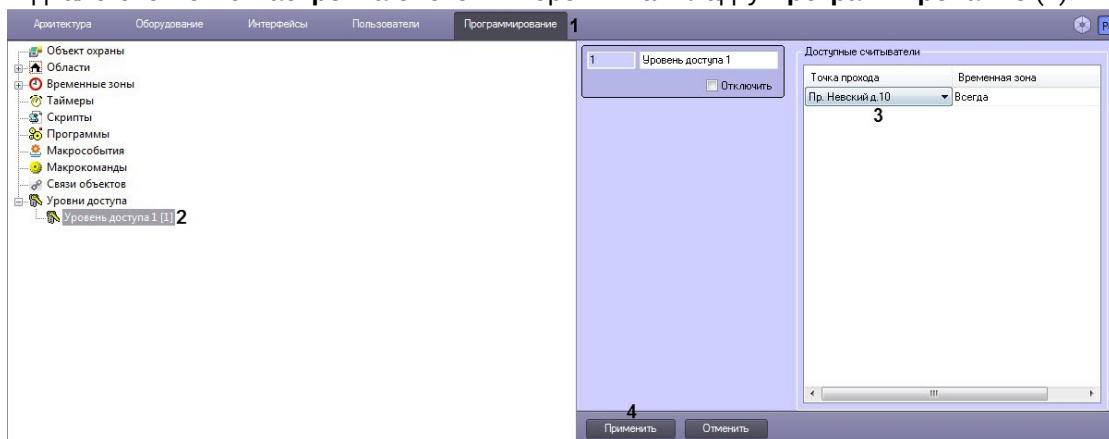 Архитектура Оборудование Интерфейсы Пользователи Программирование 1
Объект охраны
Области
Временные зоны
Таймеры
Скрипты
Программы
Макрособытия
Макрокоманды
Связи объектов
Уровни доступа
Уровень доступа 1 [1] 2
1 Уровень доступа 1
Отключить
Доступные считыватели
Точка прохода Временная зона
Пр. Невский д.10 Всегда
3
4
Применить Отменить